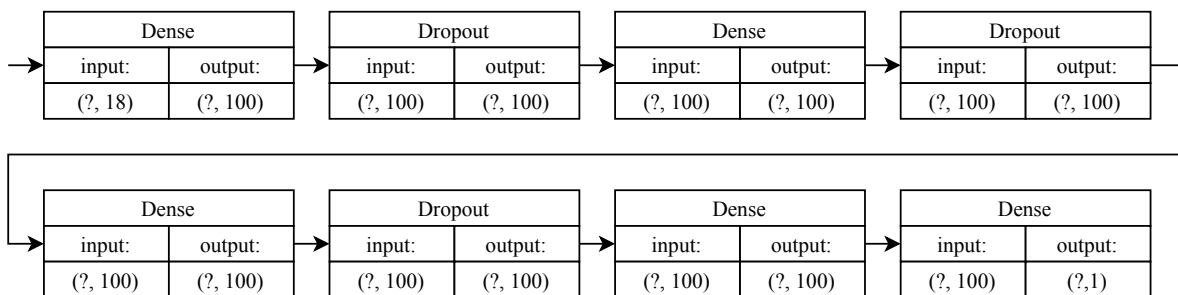 Dense Dropout Dense Dropout
input: output: input: output: input: output: input: output:
(?, 18) (?, 100) (?, 100) (?, 100) (?, 100) (?, 100) (?, 100) (?, 100)
Dense Dropout Dense Dense
input: output: input: output: input: output: input: output:
(?, 100) (?, 100) (?, 100) (?, 100) (?, 100) (?, 100) (?, 100) (?,1)